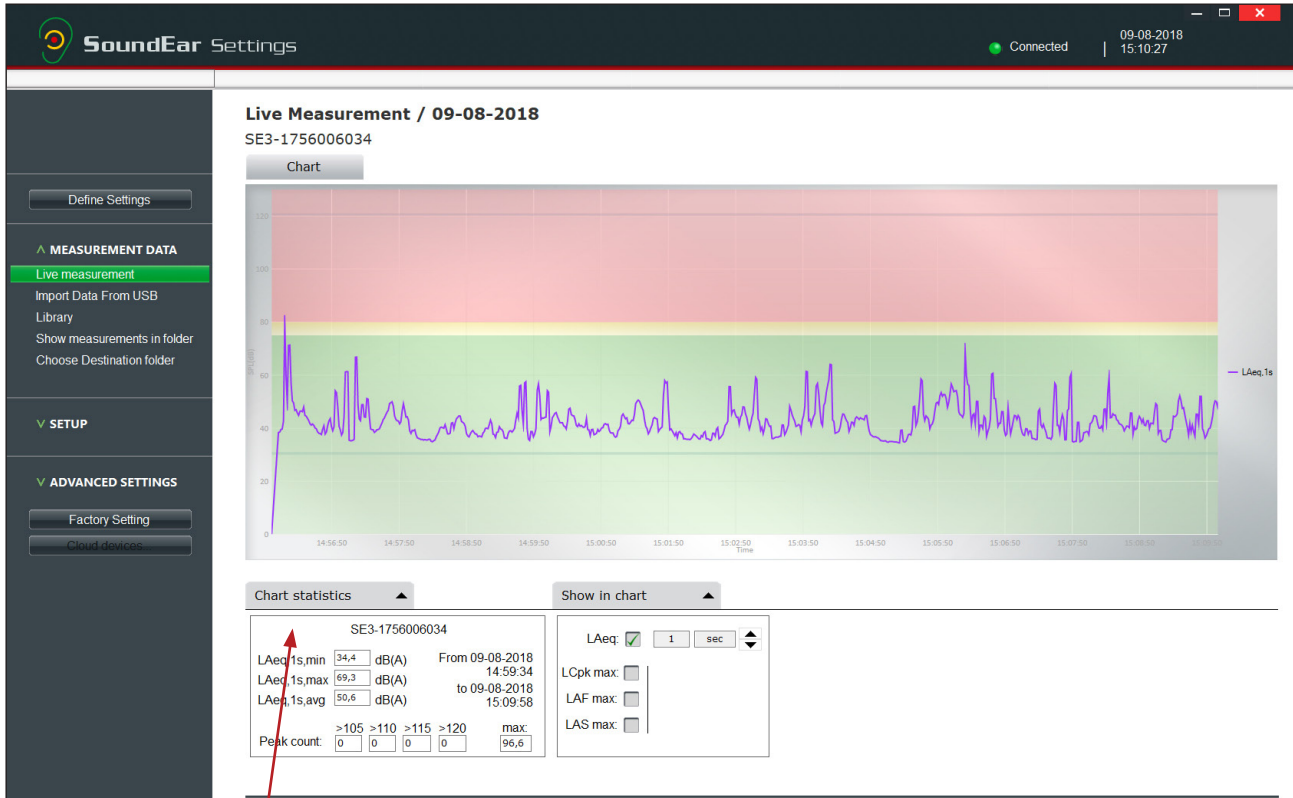 SoundEar Settings
Connected
09-08-2018
15:10:27
Define Settings
MEASUREMENT DATA
Live measurement
Import Data From USB
Library
Show measurements in folder
Choose Destination folder
SETUP
ADVANCED SETTINGS
Factory Setting
Cloud devices...
Live Measurement / 09-08-2018
SE3-1756006034
Chart
120
100
80
60
40
20
0
14:56:50 14:57:50 14:58:50 14:59:50 15:00:50 15:01:50 15:02:50 15:03:50 15:04:50 15:05:50 15:06:50 15:07:50 15:08:50
Time
LAeq,1s
Chart statistics
SE3-1756006034
LAeq,1s,min 34,4 dB(A)
LAeq,1s,max 69,3 dB(A)
LAeq,1s,avg 50,6 dB(A)
From 09-08-2018
14:59:34
to 09-08-2018
15:09:58
>105 >110 >115 >120 max:
Peak count: 0 0 0 0 96,6
Show in chart
LAeq: 1 sec
LCpk max:
LAF max:
LAS max: